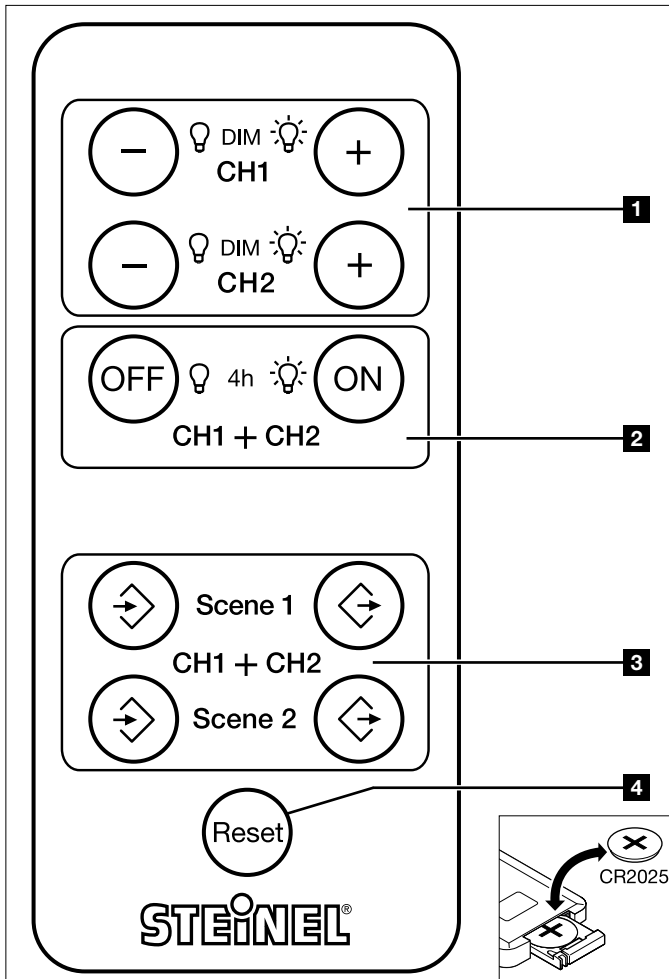 − DIM +
CH1
1
− DIM +
CH2
OFF 4h ON
CH1 + CH2
2
Scene 1
CH1 + CH2
3
Scene 2
4
Reset
CR2025
STEINEL®